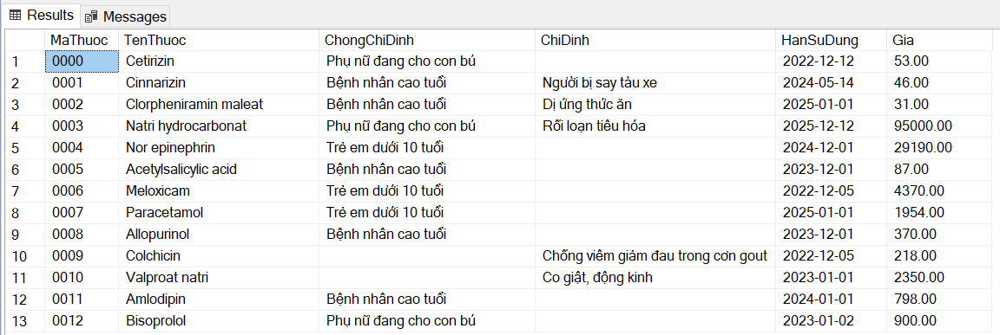 Results Messages
MaThuoc TenThuoc ChongChiDinh ChiDinh HanSuDung Gia
1 0000 Cetirizin Phụ nữ đang cho con bú 2022-12-12 53.00
2 0001 Cinnarizin Bệnh nhân cao tuổi Người bị say tàu xe 2024-05-14 46.00
3 0002 Clorpheniramin maleat Bệnh nhân cao tuổi Dị ứng thức ăn 2025-01-01 31.00
4 0003 Natri hydrocarbonat Phụ nữ đang cho con bú Rối loạn tiêu hóa 2025-12-12 95000.00
5 0004 Nor epinephrin Trẻ em dưới 10 tuổi 2024-12-01 29190.00
6 0005 Acetylsalicylic acid Bệnh nhân cao tuổi 2023-12-01 87.00
7 0006 Meloxicam Trẻ em dưới 10 tuổi 2022-12-05 4370.00
8 0007 Paracetamol Trẻ em dưới 10 tuổi 2025-01-01 1954.00
9 0008 Allopurinol Bệnh nhân cao tuổi 2023-12-01 370.00
10 0009 Colchicin Chống viêm giảm đau trong cơn gout 2022-12-05 218.00
11 0010 Valproat natri Co giật, động kinh 2023-01-01 2350.00
12 0011 Amlodipin Bệnh nhân cao tuổi 2024-01-01 798.00
13 0012 Bisoprolol Phụ nữ đang cho con bú 2023-01-02 900.00